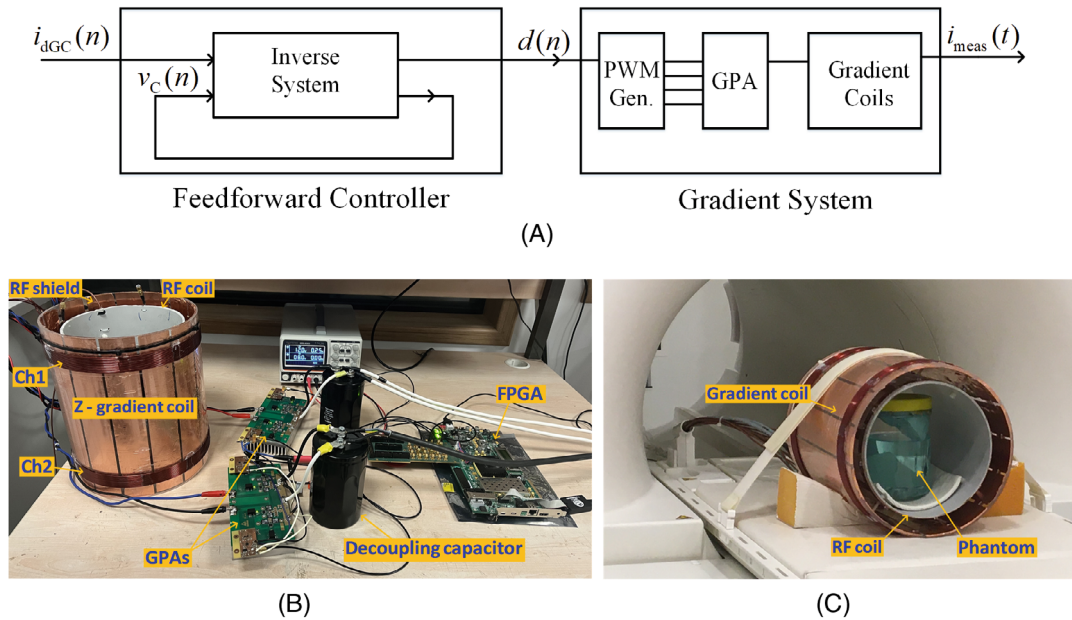 i_dGC(n)
v_C(n)
Inverse
System
d(n)
PWM
Gen.
GPA
Gradient
Coils
i_meas(t)
Feedforward Controller
Gradient System
(A)
RF shield
RF coil
Ch1
Z - gradient coil
Ch2
GPAs
FPGA
Decoupling capacitor
(B)
Gradient coil
RF coil
Phantom
(C)